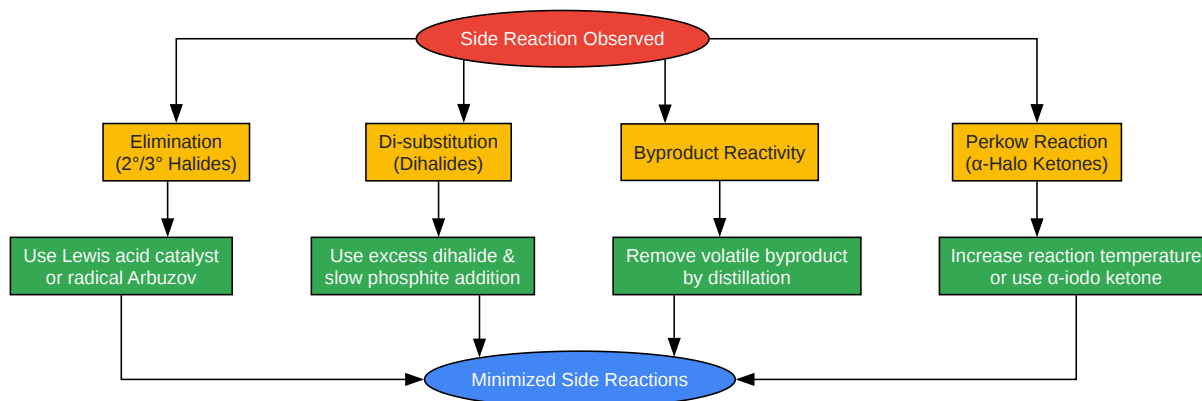 Side Reaction Observed
Elimination
(2°/3° Halides)
Di-substitution
(Dihalides)
Byproduct Reactivity
Perkow Reaction
(α-Halo Ketones)
Use Lewis acid catalyst
or radical Arbuzov
Use excess dihalide &
slow phosphite addition
Remove volatile byproduct
by distillation
Increase reaction temperature
or use α-iodo ketone
Minimized Side Reactions